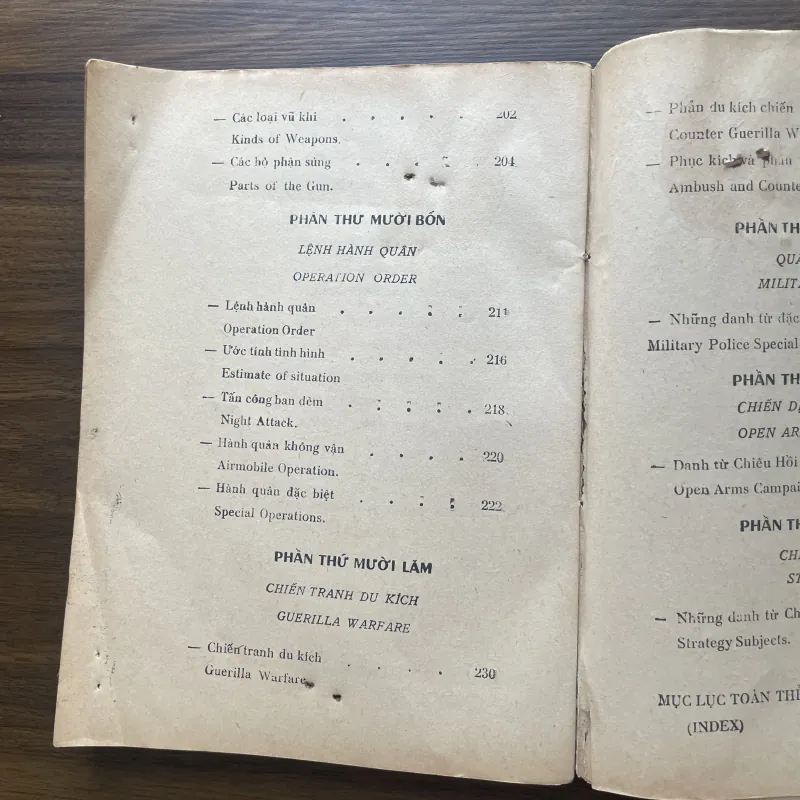 — Các loại vũ khí . . . . . 202
Kinds of Weapons.
— Các bộ phận súng . . . . . 204
Parts of the Gun.
PHẦN THỨ MƯỜI BỐN
LỆNH HÀNH QUÂN
OPERATION ORDER
— Lệnh hành quân . . . : : 211
Operation Order
— Ước tính tình hình . . . : . 216
Estimate of situation
— Tấn công ban đêm . : : : . 218
Night Attack.
— Hành quân không vận . . . . 220
Airmobile Operation.
— Hành quân đặc biệt . . : : 222
Special Operations.
PHẦN THỨ MƯỜI LĂM
CHIẾN TRANH DU KÍCH
GUERILLA WARFARE
— Chiến tranh du kích . . . . 230
Guerilla Warfare
— Phản du kích chiến
Counter Guerilla W
— Phục kích và phản
Ambush and Counte
PHẦN TH
QUÂ
MILITA
— Những danh từ đặc
Military Police Special
PHẦN TH
CHIẾN D
OPEN AR
— Danh từ Chiêu Hồi
Open Arms Campai
PHẦN TH
CHI
ST
— Những danh từ Ch
Strategy Subjects.
MỤC LỤC TOÀN THỂ
(INDEX)